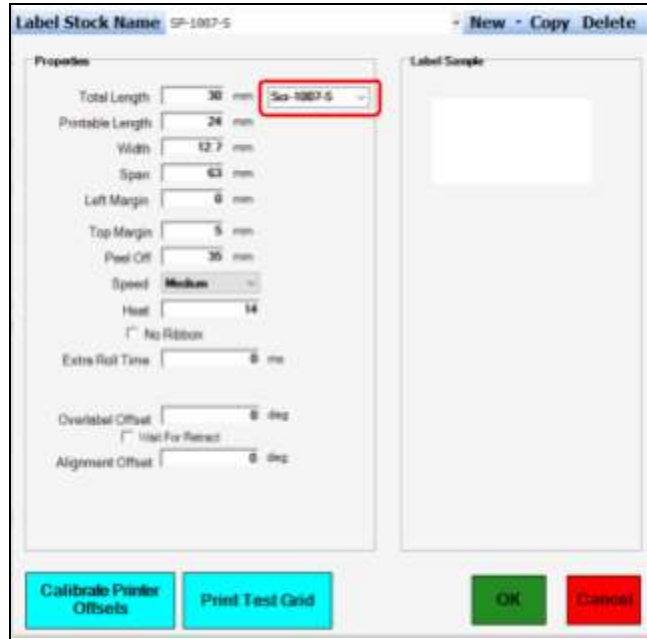 Label Stock Name SP-1007-S New Copy Delete
Properties
Label Sample
Total Length 30 mm Sci-1007-S
Printable Length 24 mm
Width 12.7 mm
Span 63 mm
Left Margin 0 mm
Top Margin 5 mm
Peel Off 35 mm
Speed Medium
Heat 14
No Ribbon
Extra Roll Time 0 ms
Overlabel Offset 0 deg
Wait For Retract
Alignment Offset 0 deg
Calibrate Printer
Offsets
Print Test Grid
OK
Cancel